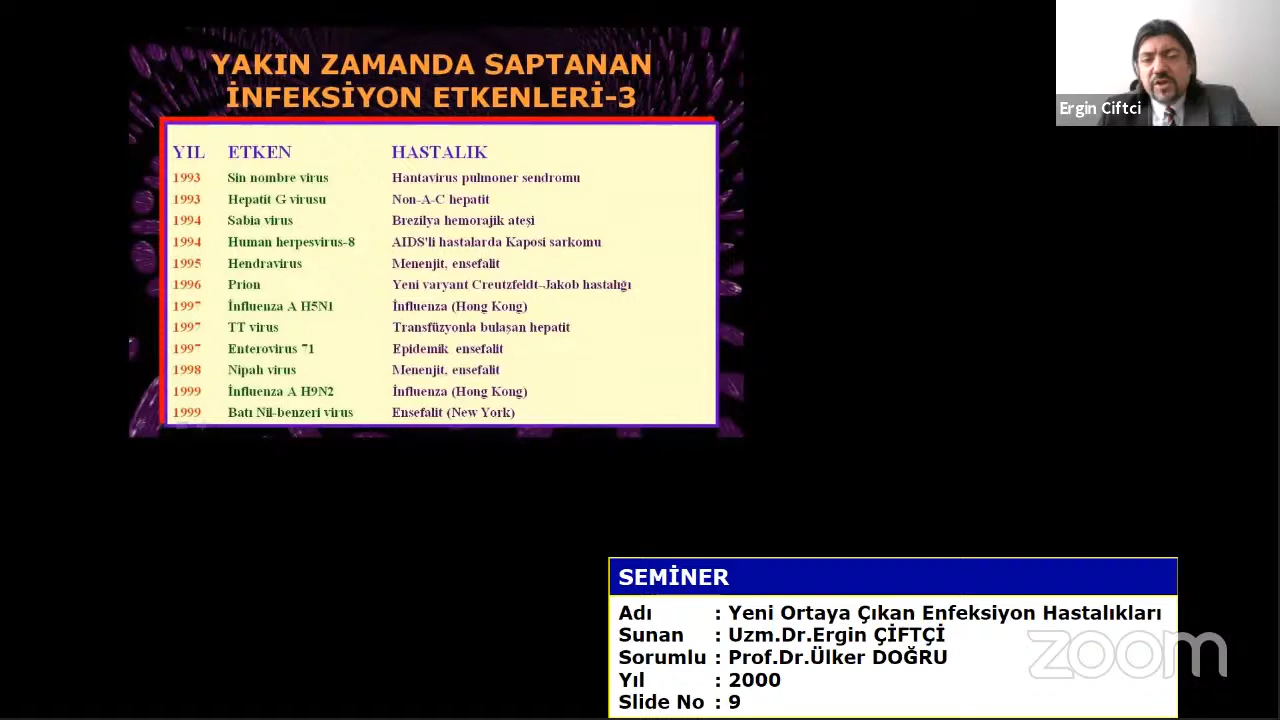 YAKIN ZAMANDA SAPTANAN
İNFEKSİYON ETKENLERİ-3
YIL ETKEN HASTALIK
1993 Sin nombre virus Hantavirus pulmoner sendromu
1993 Hepatit G virusu Non-A-C hepatit
1994 Sabia virus Brezilya hemorajik ateşi
1994 Human herpesvirus-8 AIDS'li hastalarda Kaposi sarkomu
1995 Hendravirus Menenjit, ensefalit
1996 Prion Yeni varyant Creutzfeldt-Jakob hastalığı
1997 İnfluenza A H5N1 İnfluenza (Hong Kong)
1997 TT virus Transfüzyonla bulaşan hepatit
1997 Enterovirus 71 Epidemik ensefalit
1998 Nipah virus Menenjit, ensefalit
1999 İnfluenza A H9N2 İnfluenza (Hong Kong)
1999 Batı Nil-benzeri virus Ensefalit (New York)
Ergin Ciftci
SEMİNER
Adı : Yeni Ortaya Çıkan Enfeksiyon Hastalıkları
Sunan : Uzm.Dr.Ergin ÇİFTÇİ
Sorumlu : Prof.Dr.Ülker DOĞRU
Yıl : 2000
Slide No : 9
zoom